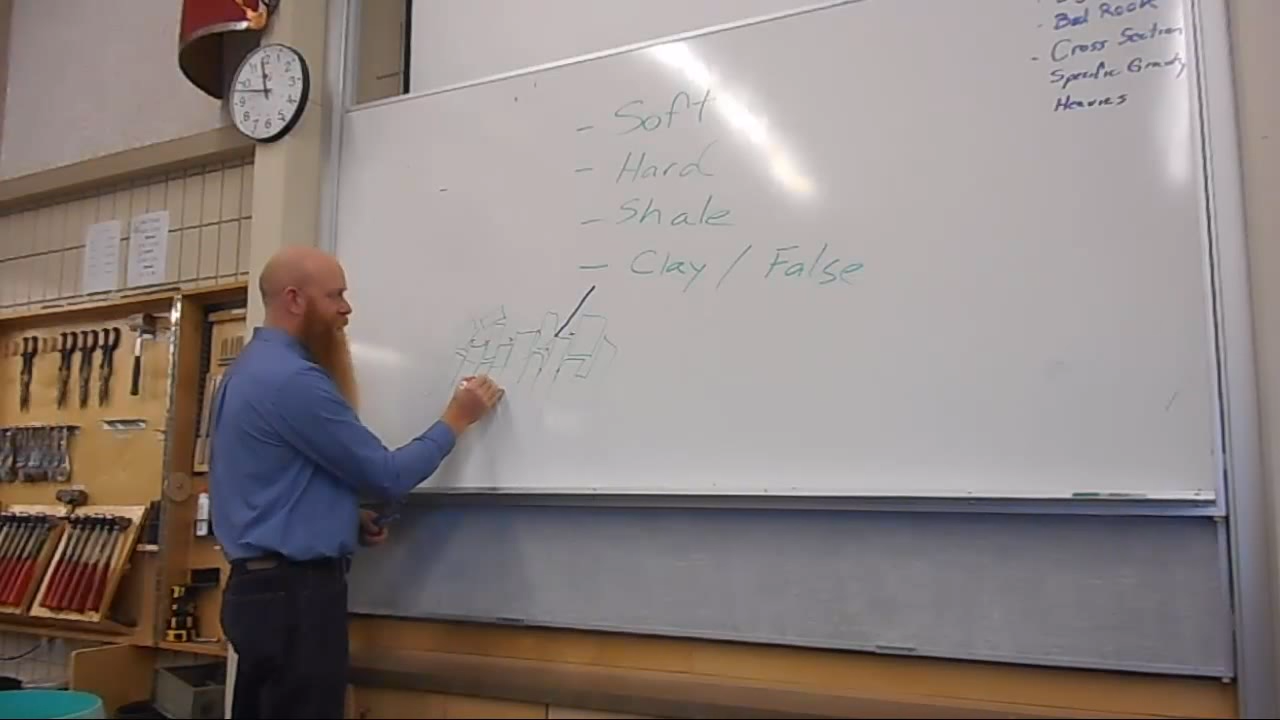 - Bed Rock
- Cross Section
Specific Gravity
Heavies
- Soft
- Hard
- Shale
- Clay / False